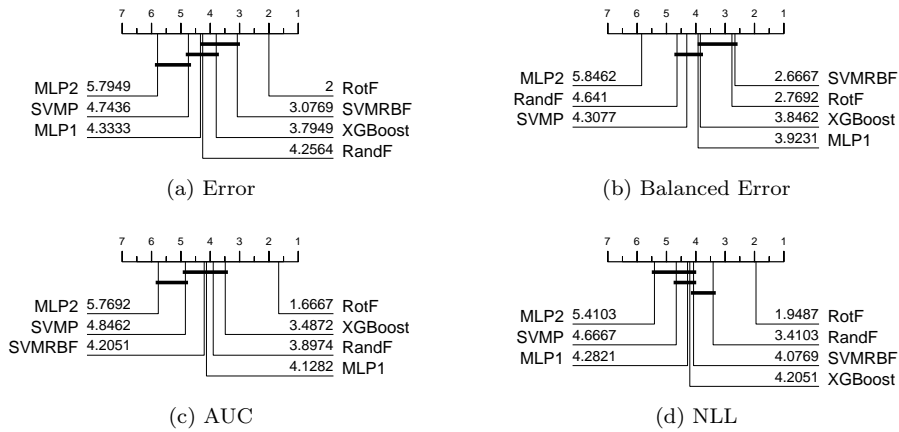 7 6 5 4 3 2 1
MLP2 5.7949 2 RotF
SVMP 4.7436 3.0769 SVMRBF
MLP1 4.3333 3.7949 XGBoost
4.2564 RandF
(a) Error
7 6 5 4 3 2 1
MLP2 5.8462 2.6667 SVMRBF
RandF 4.641 2.7692 RotF
SVMP 4.3077 3.8462 XGBoost
3.9231 MLP1
(b) Balanced Error
7 6 5 4 3 2 1
MLP2 5.7692 1.6667 RotF
SVMP 4.8462 3.4872 XGBoost
SVMRBF 4.2051 3.8974 RandF
4.1282 MLP1
(c) AUC
7 6 5 4 3 2 1
MLP2 5.4103 1.9487 RotF
SVMP 4.6667 3.4103 RandF
MLP1 4.2821 4.0769 SVMRBF
4.2051 XGBoost
(d) NLL